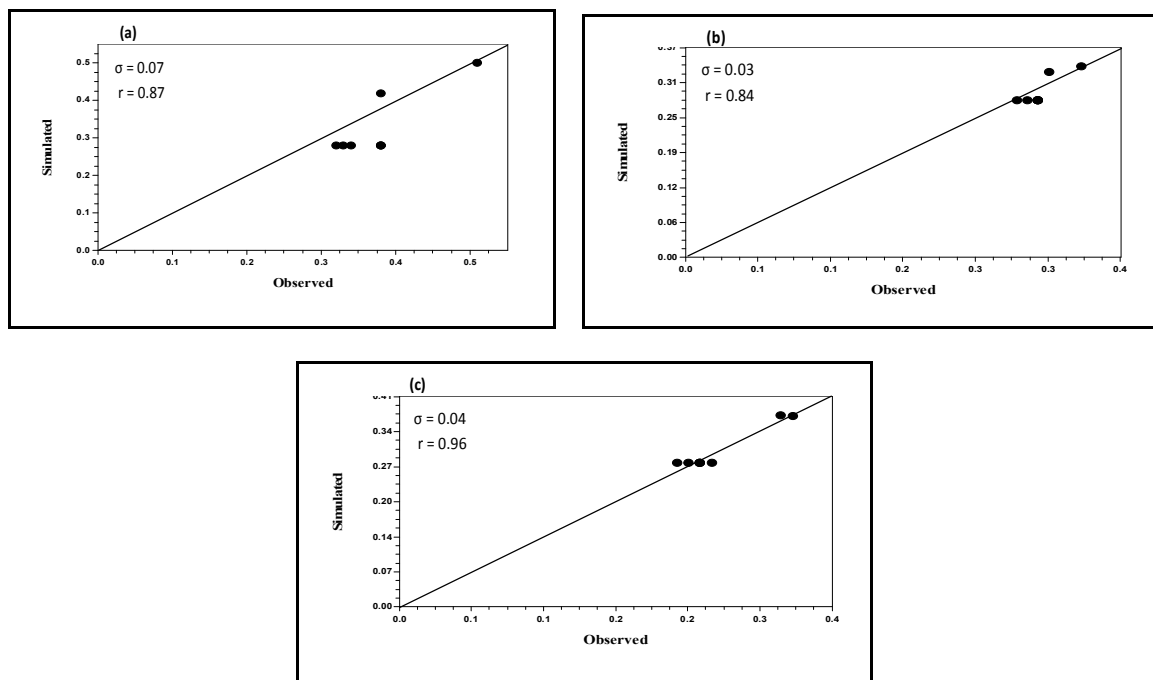 (a)
σ = 0.07
r = 0.87
0.5
0.4
0.3
0.2
0.1
0.0
Simulated
0.0 0.1 0.3 0.4 0.5
Observed
(b)
σ = 0.03
r = 0.84
0.37
0.31
0.25
0.19
0.12
0.06
0.00
Simulated
0.0 0.1 0.1 0.2 0.3 0.3 0.4
Observed
(c)
σ = 0.04
r = 0.96
0.41
0.34
0.27
0.20
0.14
0.07
0.00
Simulated
0.0 0.1 0.1 0.2 0.2 0.3 0.4
Observed